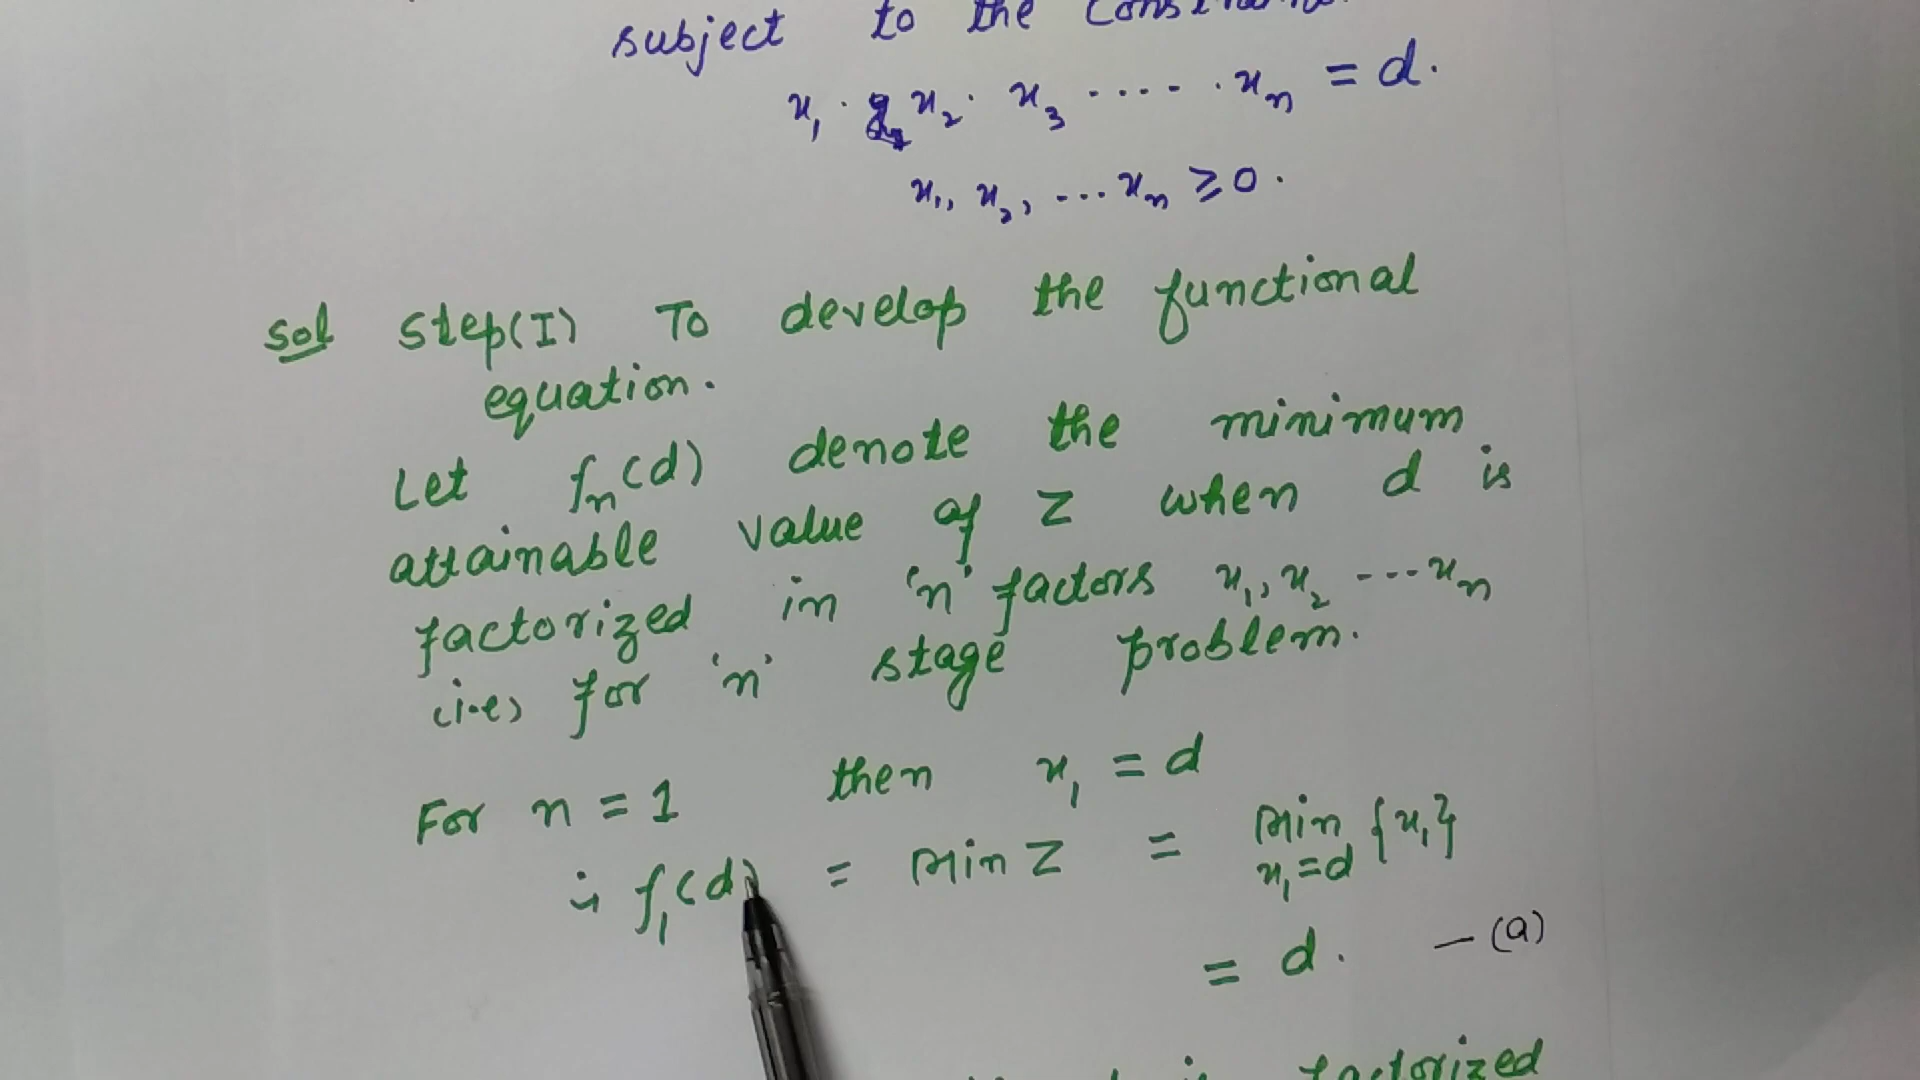 subject to the
x₁ · x₂ · x₃ ······ xₙ = d.
x₁, x₂, ... xₙ ≥ 0.
Sol Step(I) To develop the functional
equation.
Let fₙ(d) denote the minimum
attainable value of Z when d is
factorized in 'n' factors x₁, x₂ --- xₙ
(i.e) for 'n' stage problem.
For n = 1 then x₁ = d
∴ f₁(d) = Min Z = Min {x₁}
x₁=d
= d. —(a)
is factorized